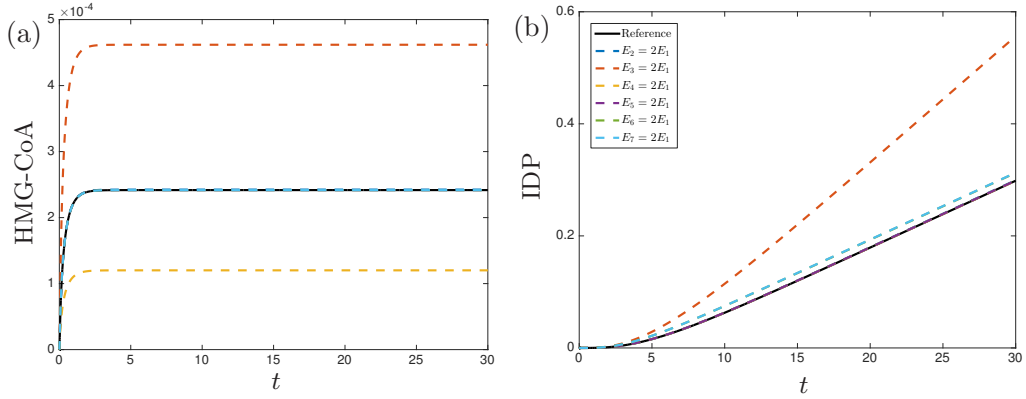 (a)
×10⁻⁴
5
4
3
2
1
0
HMG-CoA
0 5 10 15 20 25 30
t
(b)
0.6
0.4
0.2
0
IDP
Reference
E₂ = 2E₁
E₃ = 2E₁
E₄ = 2E₁
E₅ = 2E₁
E₆ = 2E₁
E₇ = 2E₁
0 5 10 15 20 25 30
t